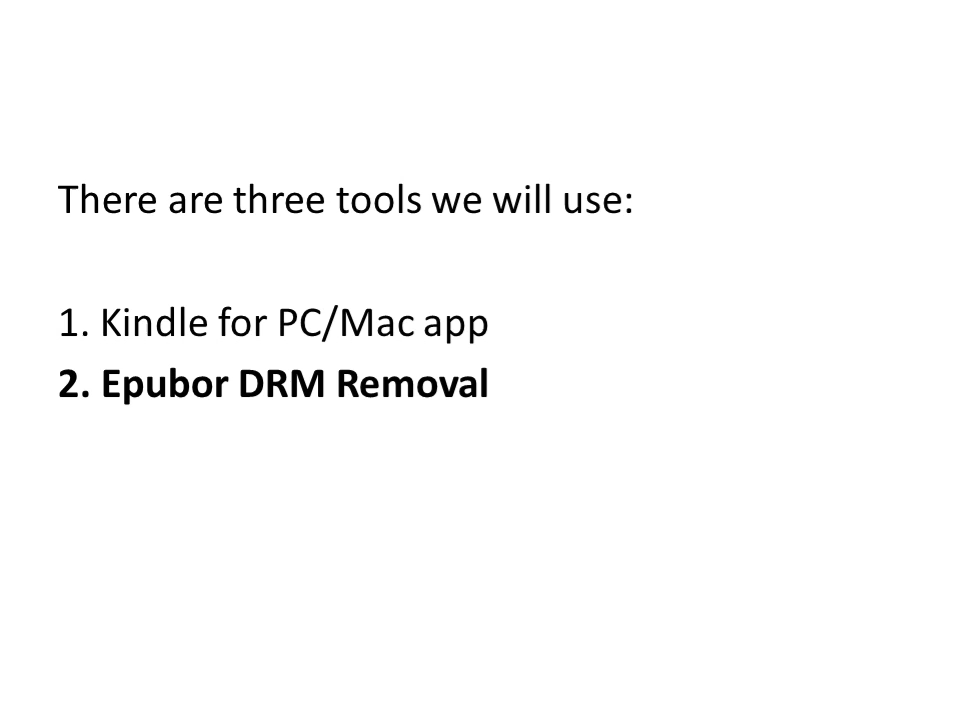 There are three tools we will use:
1. Kindle for PC/Mac app
2. Epubor DRM Removal